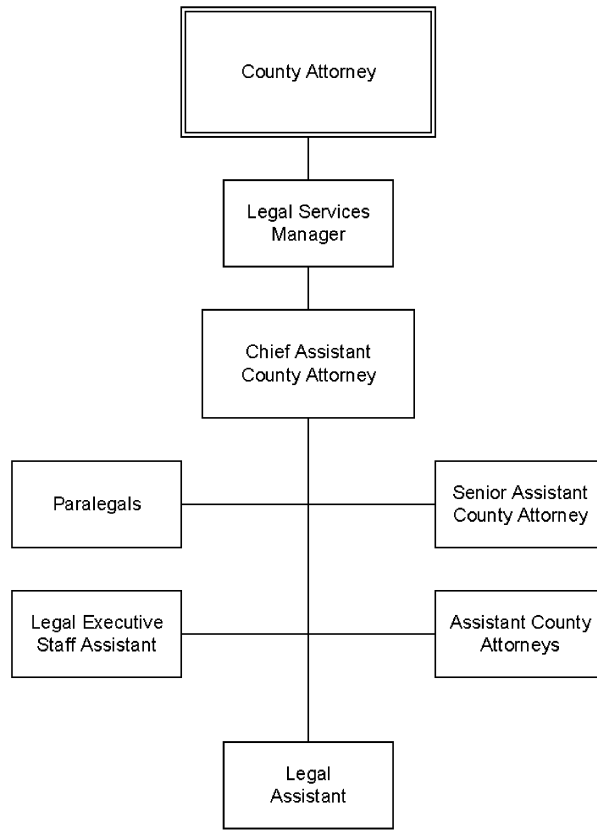 County Attorney
Legal Services
Manager
Chief Assistant
County Attorney
Paralegals
Senior Assistant
County Attorney
Legal Executive
Staff Assistant
Assistant County
Attorneys
Legal
Assistant